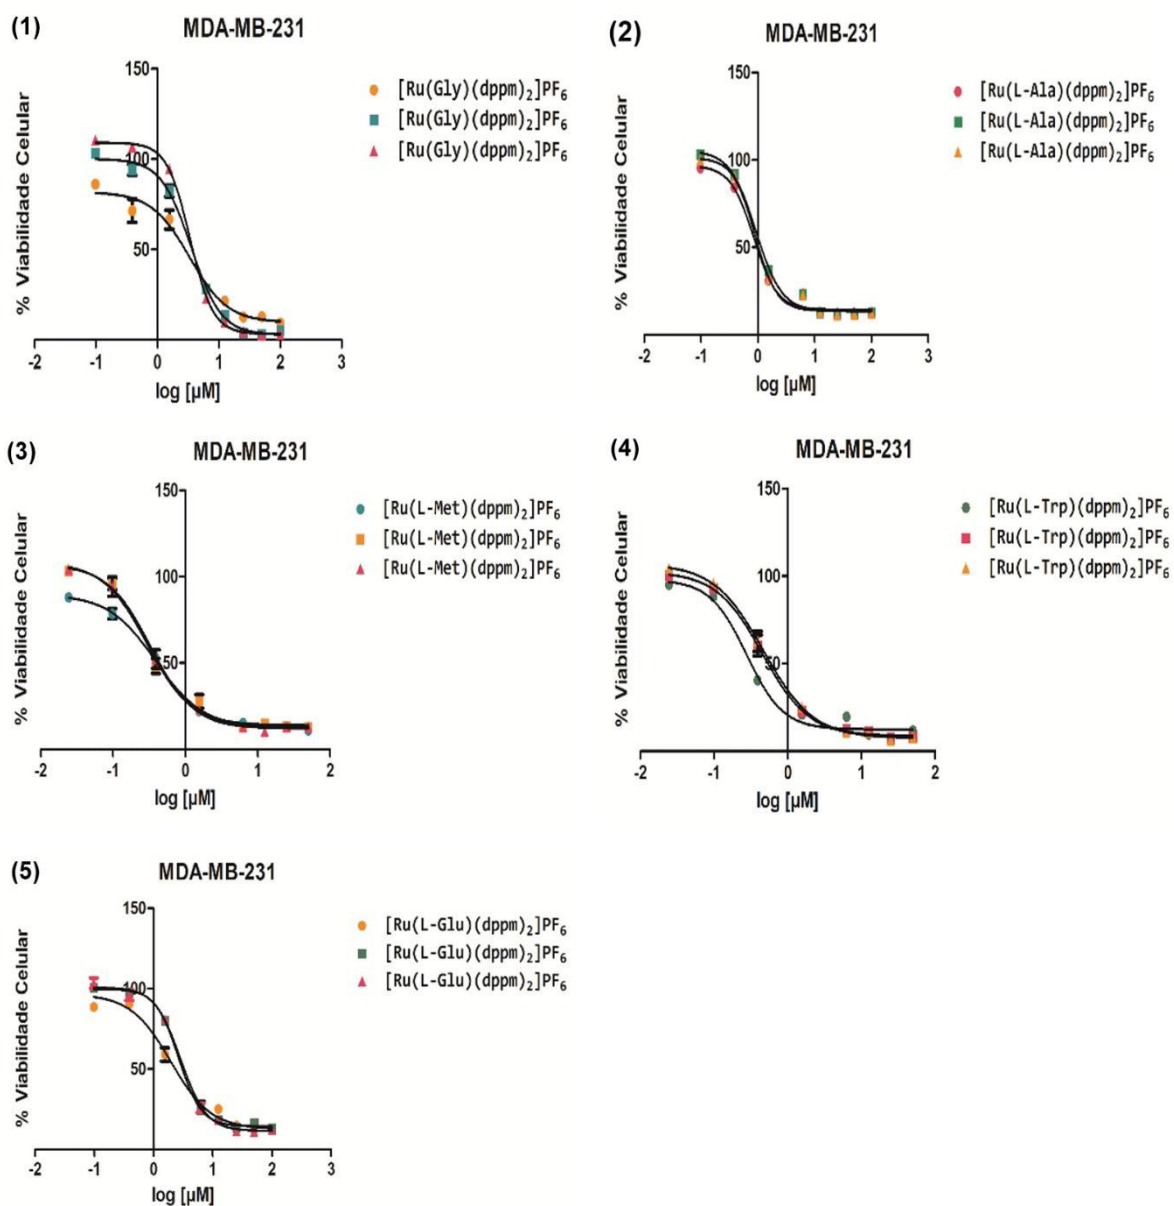 (1)
MDA-MB-231
[Ru(Gly)(dppm)₂]PF₆
[Ru(Gly)(dppm)₂]PF₆
[Ru(Gly)(dppm)₂]PF₆
% Viabilidade Celular
150
100
50
-2 -1 0 1 2 3
log [µM]
(2)
MDA-MB-231
[Ru(L-Ala)(dppm)₂]PF₆
[Ru(L-Ala)(dppm)₂]PF₆
[Ru(L-Ala)(dppm)₂]PF₆
% Viabilidade Celular
150
100
50
-2 -1 0 1 2 3
log [µM]
(3)
MDA-MB-231
[Ru(L-Met)(dppm)₂]PF₆
[Ru(L-Met)(dppm)₂]PF₆
[Ru(L-Met)(dppm)₂]PF₆
% Viabilidade Celular
150
100
50
-2 -1 0 1 2
log [µM]
(4)
MDA-MB-231
[Ru(L-Trp)(dppm)₂]PF₆
[Ru(L-Trp)(dppm)₂]PF₆
[Ru(L-Trp)(dppm)₂]PF₆
% Viabilidade Celular
150
100
50
-2 -1 0 1 2
log [µM]
(5)
MDA-MB-231
[Ru(L-Glu)(dppm)₂]PF₆
[Ru(L-Glu)(dppm)₂]PF₆
[Ru(L-Glu)(dppm)₂]PF₆
% Viabilidade Celular
150
100
50
-2 -1 0 1 2 3
log [µM]